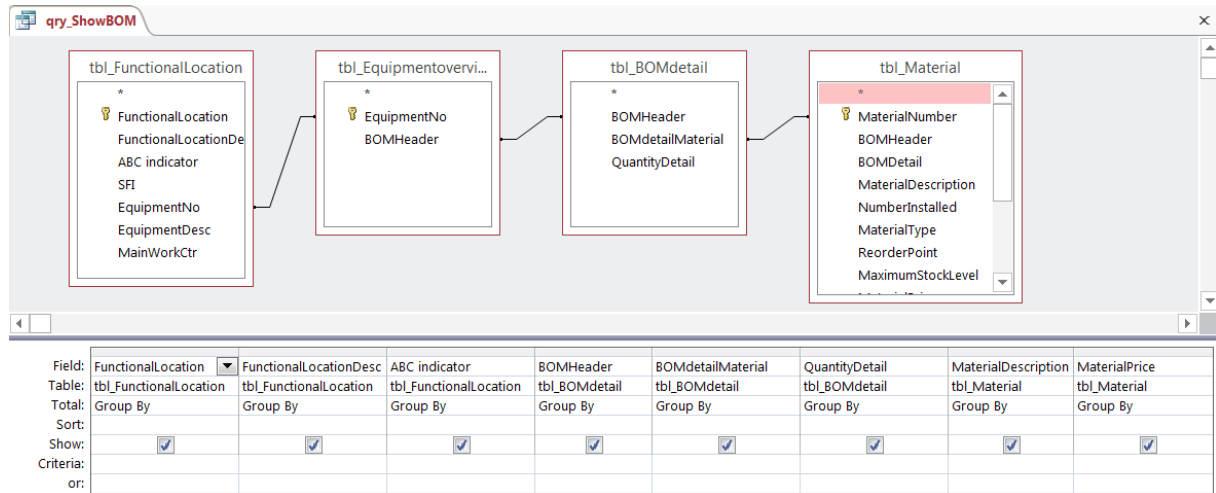 qry_ShowBOM
tbl_FunctionalLocation
*
FunctionalLocation
FunctionalLocationDe
ABC indicator
SFI
EquipmentNo
EquipmentDesc
MainWorkCtr
tbl_Equipmentovervi...
*
EquipmentNo
BOMHeader
tbl_BOMdetail
*
BOMHeader
BOMdetailMaterial
QuantityDetail
tbl_Material
*
MaterialNumber
BOMHeader
BOMDetail
MaterialDescription
NumberInstalled
MaterialType
ReorderPoint
MaximumStockLevel
Field: FunctionalLocation FunctionalLocationDesc ABC indicator BOMHeader BOMdetailMaterial QuantityDetail MaterialDescription MaterialPrice
Table: tbl_FunctionalLocation tbl_FunctionalLocation tbl_FunctionalLocation tbl_BOMdetail tbl_BOMdetail tbl_BOMdetail tbl_Material tbl_Material
Total: Group By Group By Group By Group By Group By Group By Group By Group By
Sort:
Show:
Criteria:
or: